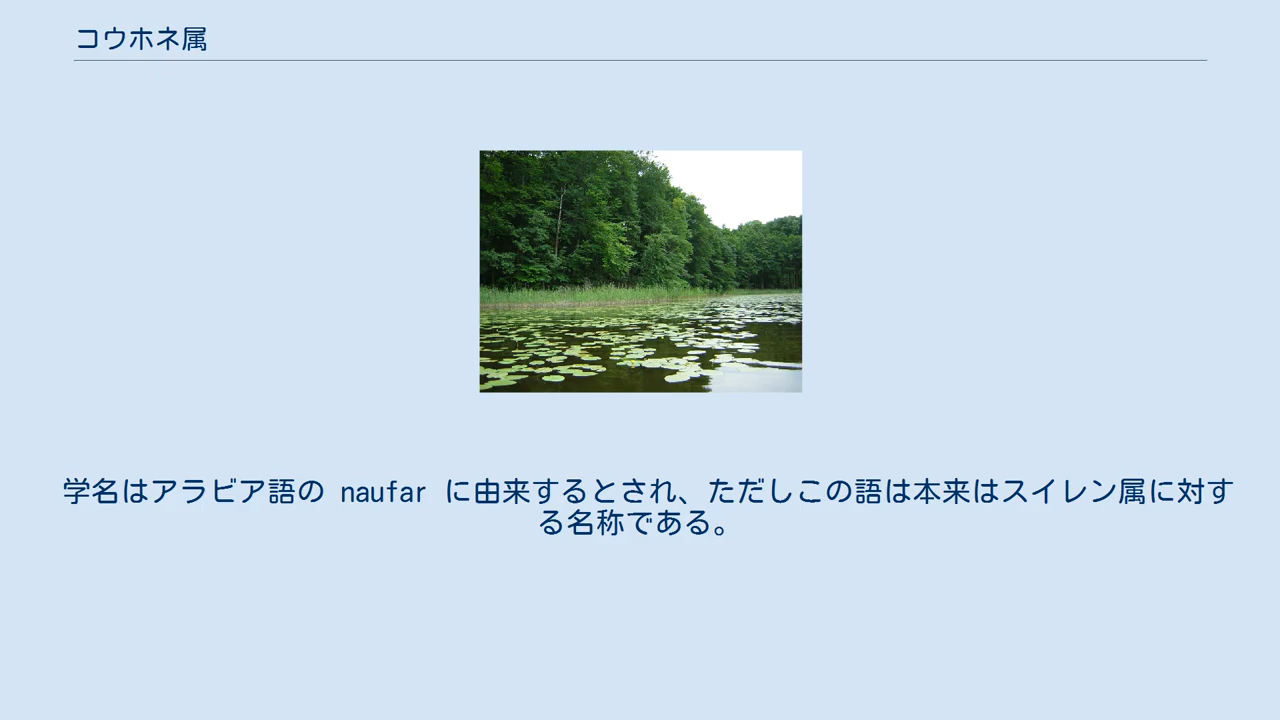 コウホネ属
学名はアラビア語の naufar に由来するとされ、ただしこの語は本来はスイレン属に対す
る名称である。